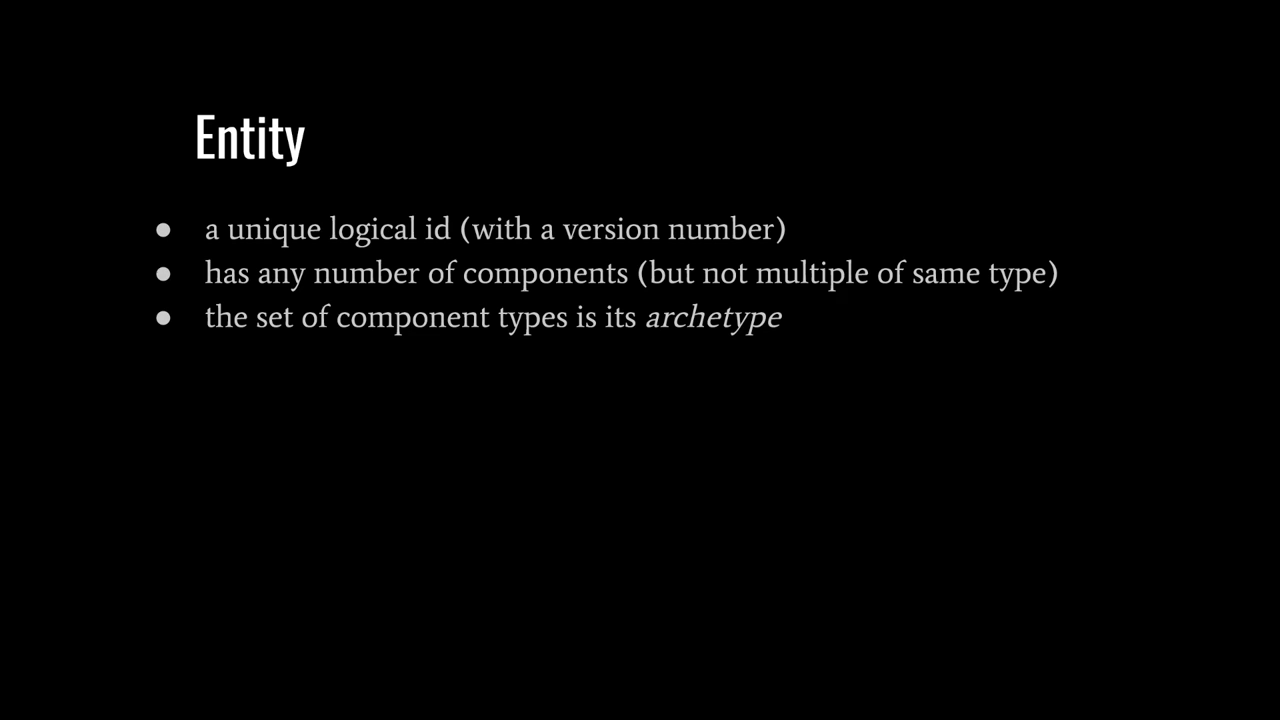 Entity
● a unique logical id (with a version number)
● has any number of components (but not multiple of same type)
● the set of component types is its archetype